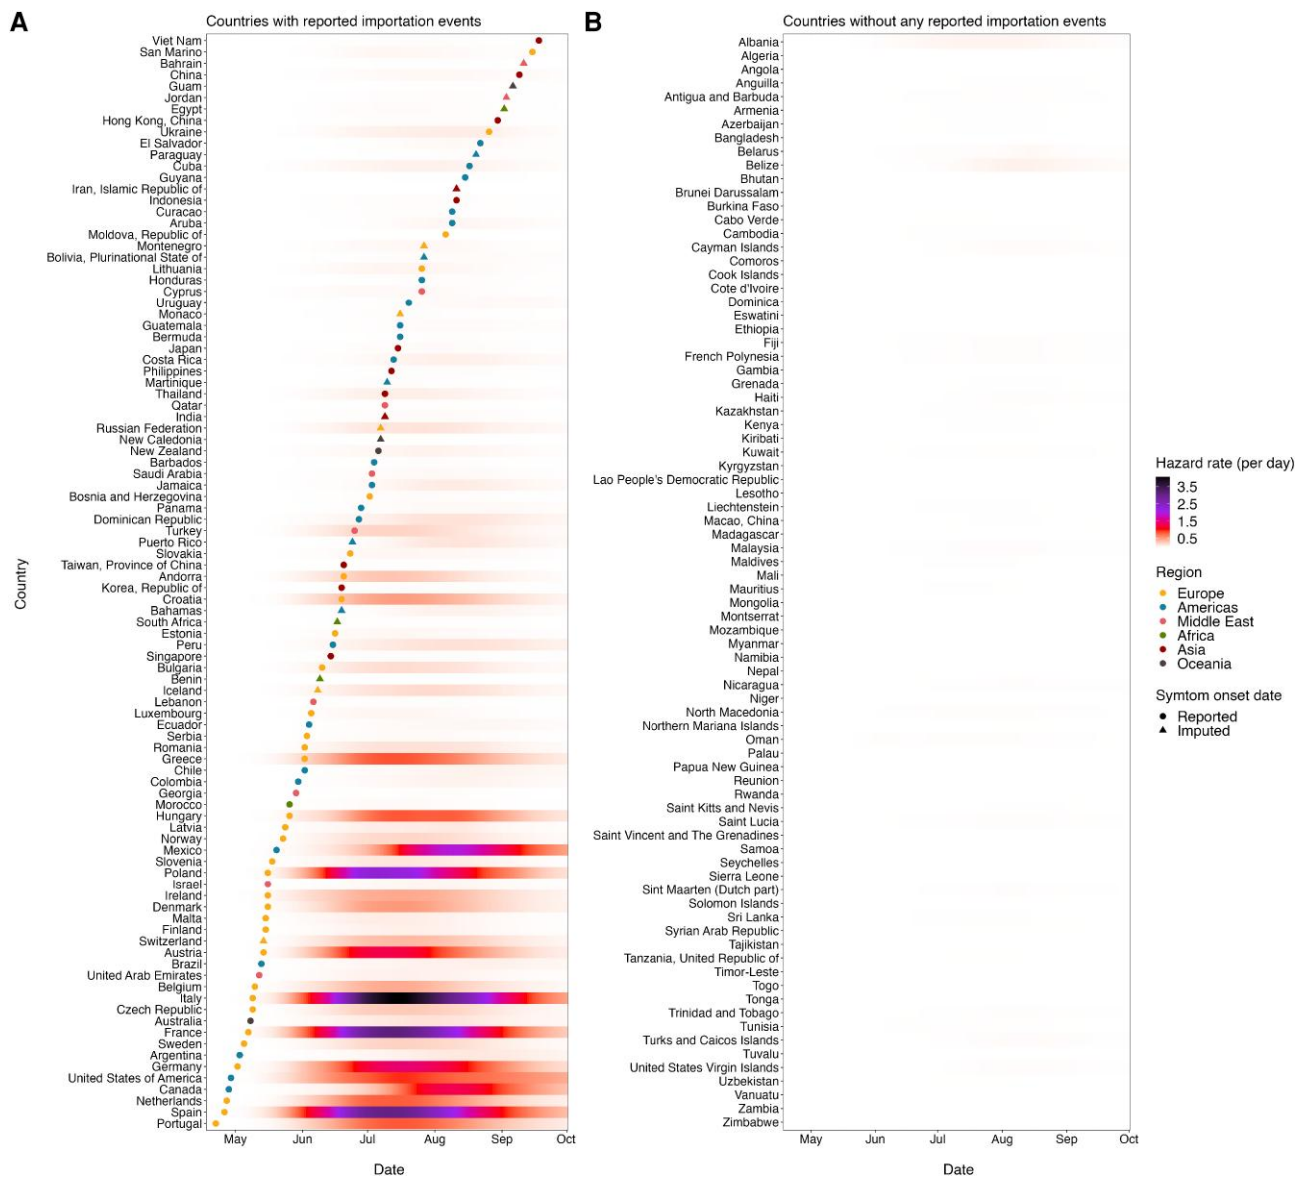 A
Countries with reported importation events
Viet Nam
San Marino
Bahrain
China
Guam
Jordan
Egypt
Hong Kong, China
Ukraine
El Salvador
Paraguay
Cuba
Guyana
Iran, Islamic Republic of
Indonesia
Curacao
Aruba
Moldova, Republic of
Montenegro
Bolivia, Plurinational State of
Lithuania
Honduras
Cyprus
Uruguay
Monaco
Guatemala
Bermuda
Japan
Costa Rica
Philippines
Martinique
Thailand
Qatar
India
Russian Federation
New Caledonia
New Zealand
Barbados
Saudi Arabia
Jamaica
Bosnia and Herzegovina
Panama
Dominican Republic
Turkey
Puerto Rico
Slovakia
Taiwan, Province of China
Andorra
Korea, Republic of
Croatia
Bahamas
South Africa
Estonia
Peru
Singapore
Bulgaria
Benin
Iceland
Lebanon
Luxembourg
Ecuador
Serbia
Romania
Greece
Chile
Colombia
Georgia
Morocco
Hungary
Latvia
Norway
Mexico
Slovenia
Poland
Israel
Ireland
Denmark
Malta
Finland
Switzerland
Austria
Brazil
United Arab Emirates
Belgium
Italy
Czech Republic
Australia
France
Sweden
Argentina
Germany
United States of America
Canada
Netherlands
Spain
Portugal
Country
May Jun Jul Aug Sep Oct
Date
B
Countries without any reported importation events
Albania
Algeria
Angola
Anguilla
Antigua and Barbuda
Armenia
Azerbaijan
Bangladesh
Belarus
Belize
Bhutan
Brunei Darussalam
Burkina Faso
Cabo Verde
Cambodia
Cayman Islands
Comoros
Cook Islands
Cote d'Ivoire
Dominica
Eswatini
Ethiopia
Fiji
French Polynesia
Gambia
Grenada
Haiti
Kazakhstan
Kenya
Kiribati
Kuwait
Kyrgyzstan
Lao People's Democratic Republic
Lesotho
Liechtenstein
Macao, China
Madagascar
Malaysia
Maldives
Mali
Mauritius
Mongolia
Montserrat
Mozambique
Myanmar
Namibia
Nepal
Nicaragua
Niger
North Macedonia
Northern Mariana Islands
Oman
Palau
Papua New Guinea
Reunion
Rwanda
Saint Kitts and Nevis
Saint Lucia
Saint Vincent and The Grenadines
Samoa
Seychelles
Sierra Leone
Sint Maarten (Dutch part)
Solomon Islands
Sri Lanka
Syrian Arab Republic
Tajikistan
Tanzania, United Republic of
Timor-Leste
Togo
Tonga
Trinidad and Tobago
Tunisia
Turks and Caicos Islands
Tuvalu
United States Virgin Islands
Uzbekistan
Vanuatu
Zambia
Zimbabwe
May Jun Jul Aug Sep Oct
Date
Hazard rate (per day)
3.5
2.5
1.5
0.5
Region
Europe
Americas
Middle East
Africa
Asia
Oceania
Symtom onset date
Reported
Imputed